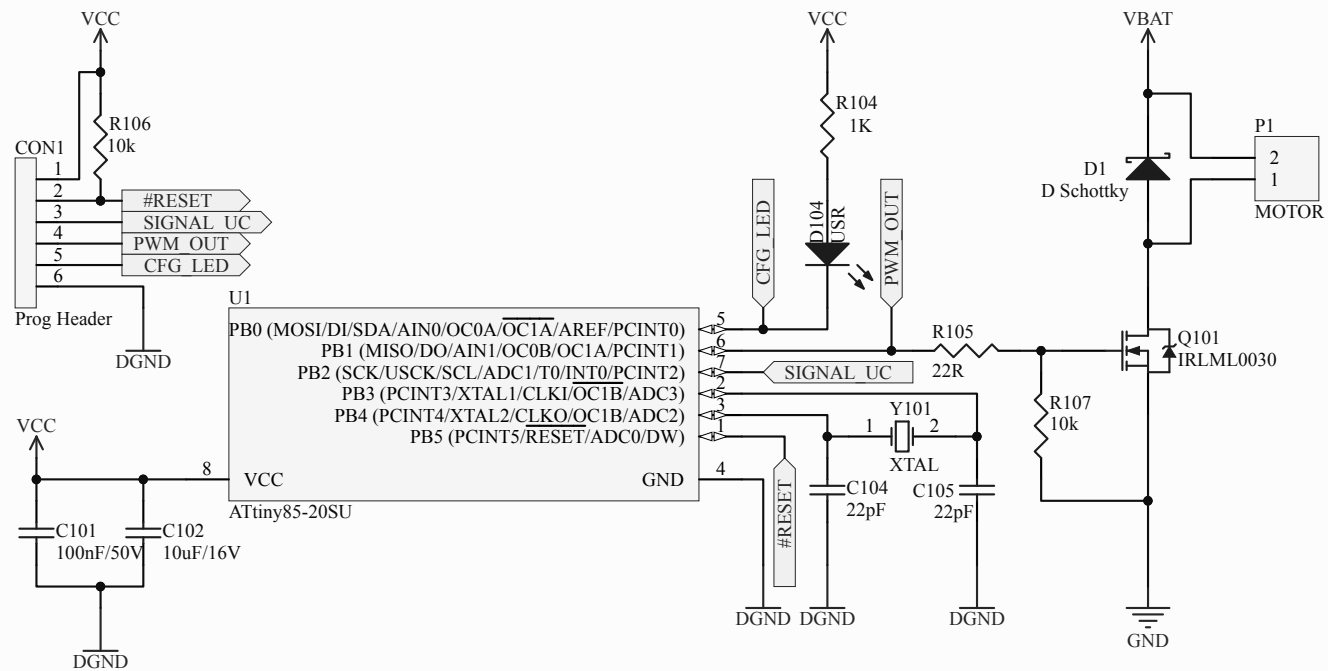 VCC
R106
10k
CON1
1
2
3
4
5
6
#RESET
SIGNAL_UC
PWM_OUT
CFG_LED
Prog Header
DGND
VCC
R104
1K
D104
USR
CFG_LED
PWM_OUT
VBAT
D1
D Schottky
P1
2
1
MOTOR
U1
PB0 (MOSI/DI/SDA/AIN0/OC0A/OC1A/AREF/PCINT0)
PB1 (MISO/DO/AIN1/OC0B/OC1A/PCINT1)
PB2 (SCK/USCK/SCL/ADC1/T0/INT0/PCINT2)
PB3 (PCINT3/XTAL1/CLKI/OC1B/ADC3)
PB4 (PCINT4/XTAL2/CLKO/OC1B/ADC2)
PB5 (PCINT5/RESET/ADC0/DW)
VCC
GND
ATtiny85-20SU
5
6
7
2
3
1
4
8
SIGNAL_UC
#RESET
R105
22R
Q101
IRLML0030
R107
10k
Y101
1
2
XTAL
C104
22pF
C105
22pF
VCC
C101
100nF/50V
C102
10uF/16V
DGND
DGND
DGND
DGND
GND